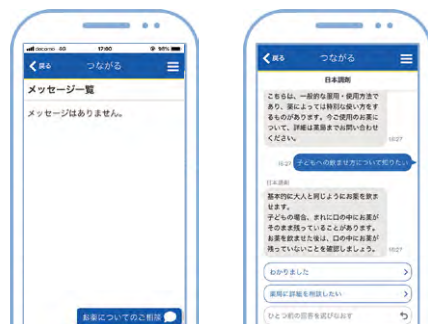 docomo 4G 17:00 96%
戻る つながる
メッセージ一覧
メッセージはありません。
お薬についてのご相談
戻る つながる
日本調剤
こちらは、一般的な服用・使用方法で
あり、薬によっては特別な使い方をす
るものがあります。今ご使用のお薬に
ついて、詳細は薬局までお問い合わせ
ください。
16:27
16:27 子どもへの飲ませ方について知りたい
日本調剤
基本的に大人と同じようにお薬を飲ま
せます。
子どもの場合、まれに口の中にお薬が
そのまま残っていることがあります。
お薬を飲ませた後は、口の中にお薬が
残っていないことを確認しましょう。
16:27
わかりました
薬局に詳細を相談したい
ひとつ前の回答を選びなおす